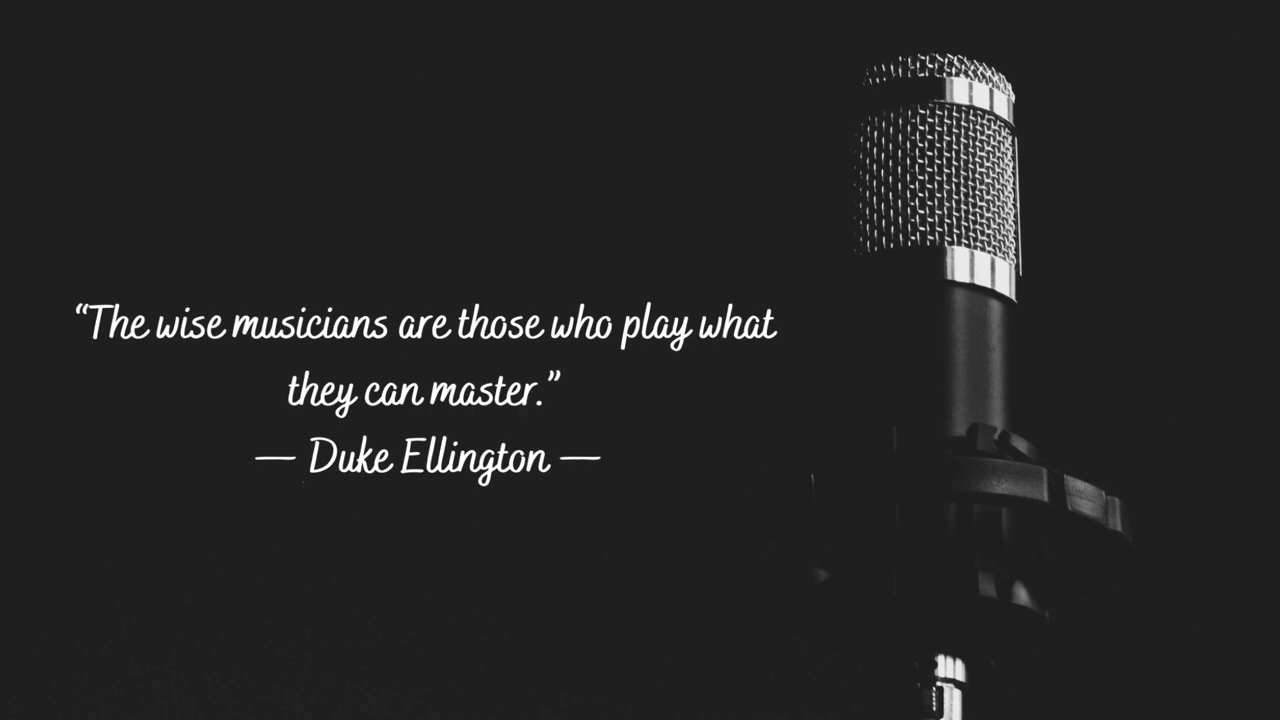 “The wise musicians are those who play what
they can master.”
— Duke Ellington —